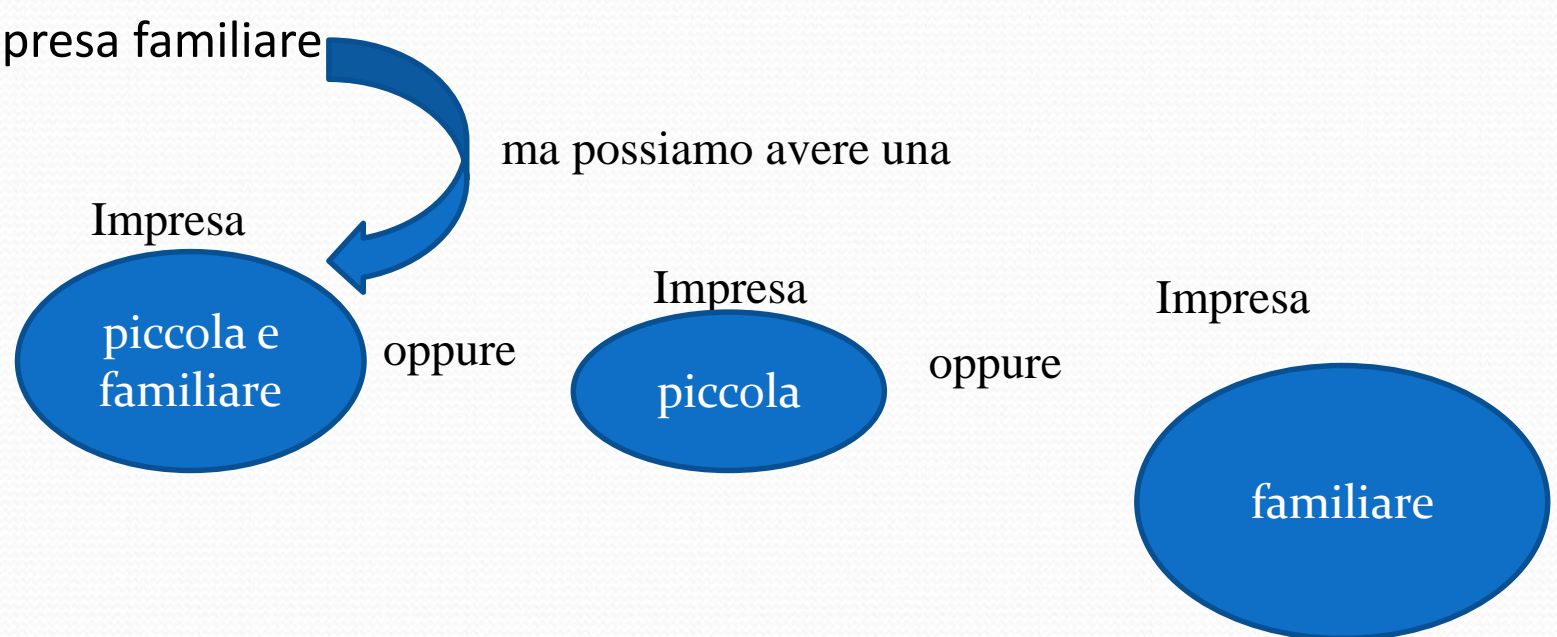 presa familiare
ma possiamo avere una
Impresa
piccola e
familiare
oppure
Impresa
piccola
oppure
Impresa
familiare